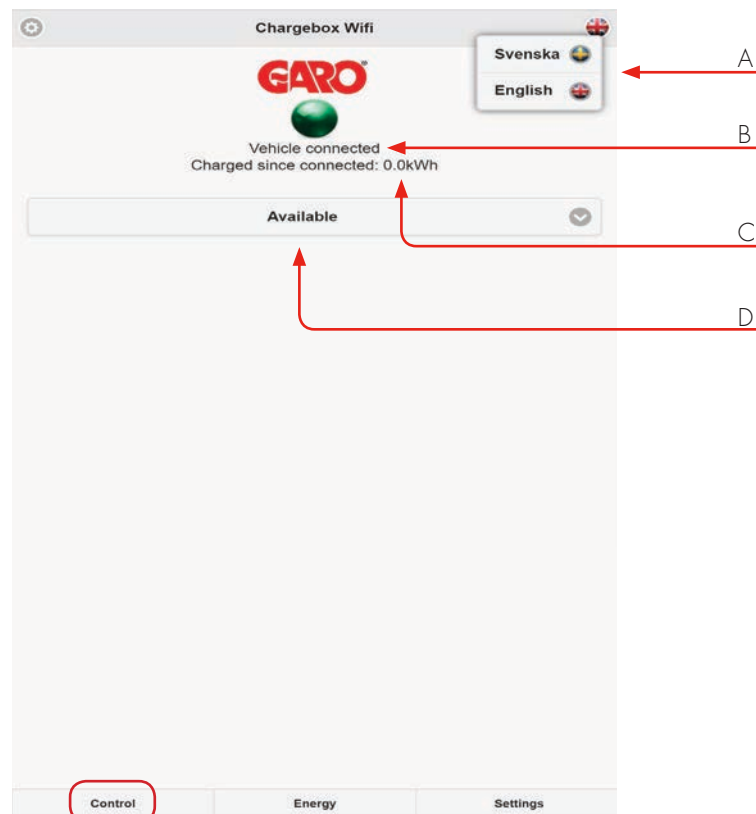 Chargebox Wifi
Svenska
English
A
GARO
Vehicle connected
B
Charged since connected: 0.0kWh
Available
C
D
Control
Energy
Settings